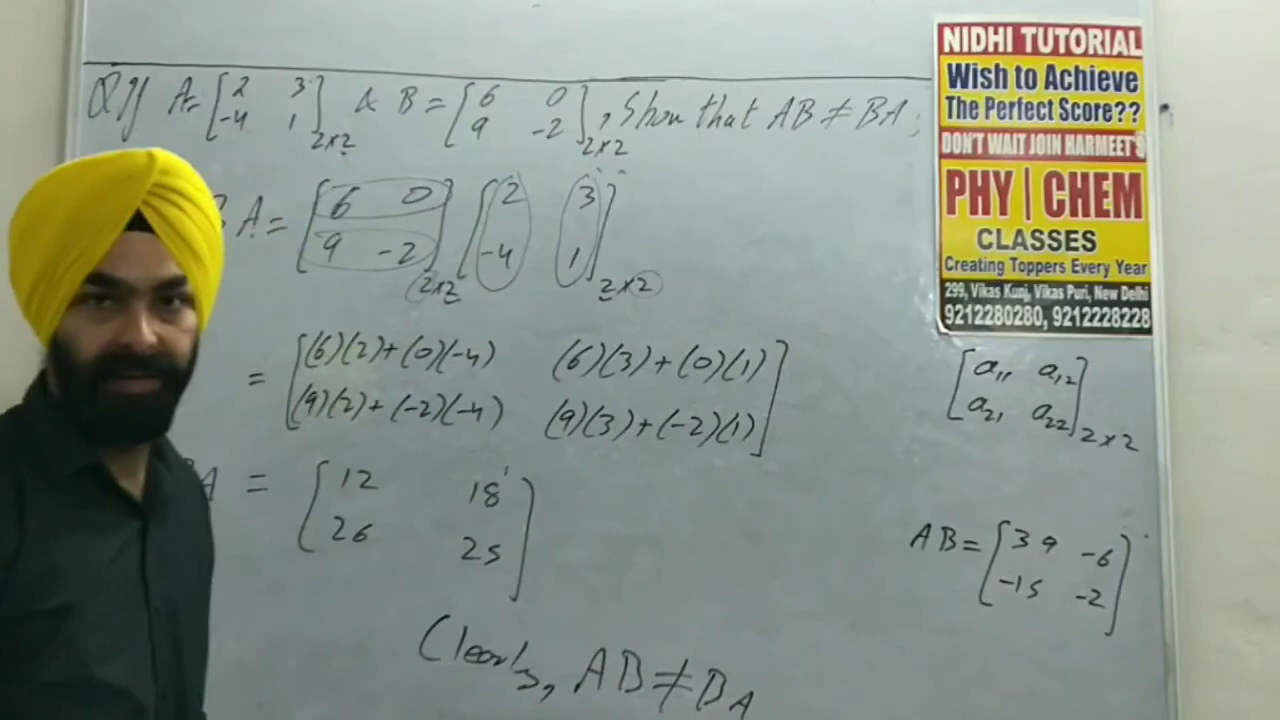 Q If A = [2 3 -4 1]2×2 & B = [6 0 9 -2]2×2, Show that AB ≠ BA;
BA = [6 0 9 -2]2×2 [2 3 -4 1]2×2
= [(6)(2)+(0)(-4) (6)(3)+(0)(1)
(9)(2)+(-2)(-4) (9)(3)+(-2)(1)]
A = [12 18
26 25]
Clearly, AB ≠ BA
NIDHI TUTORIAL
Wish to Achieve
The Perfect Score??
DON'T WAIT JOIN HARMEET'S
PHY | CHEM
CLASSES
Creating Toppers Every Year
299, Vikas Kunj, Vikas Puri, New Delhi
9212280280, 9212228228
[a11 a12
a21 a22]2×2
AB = [39 -6
-15 -2]